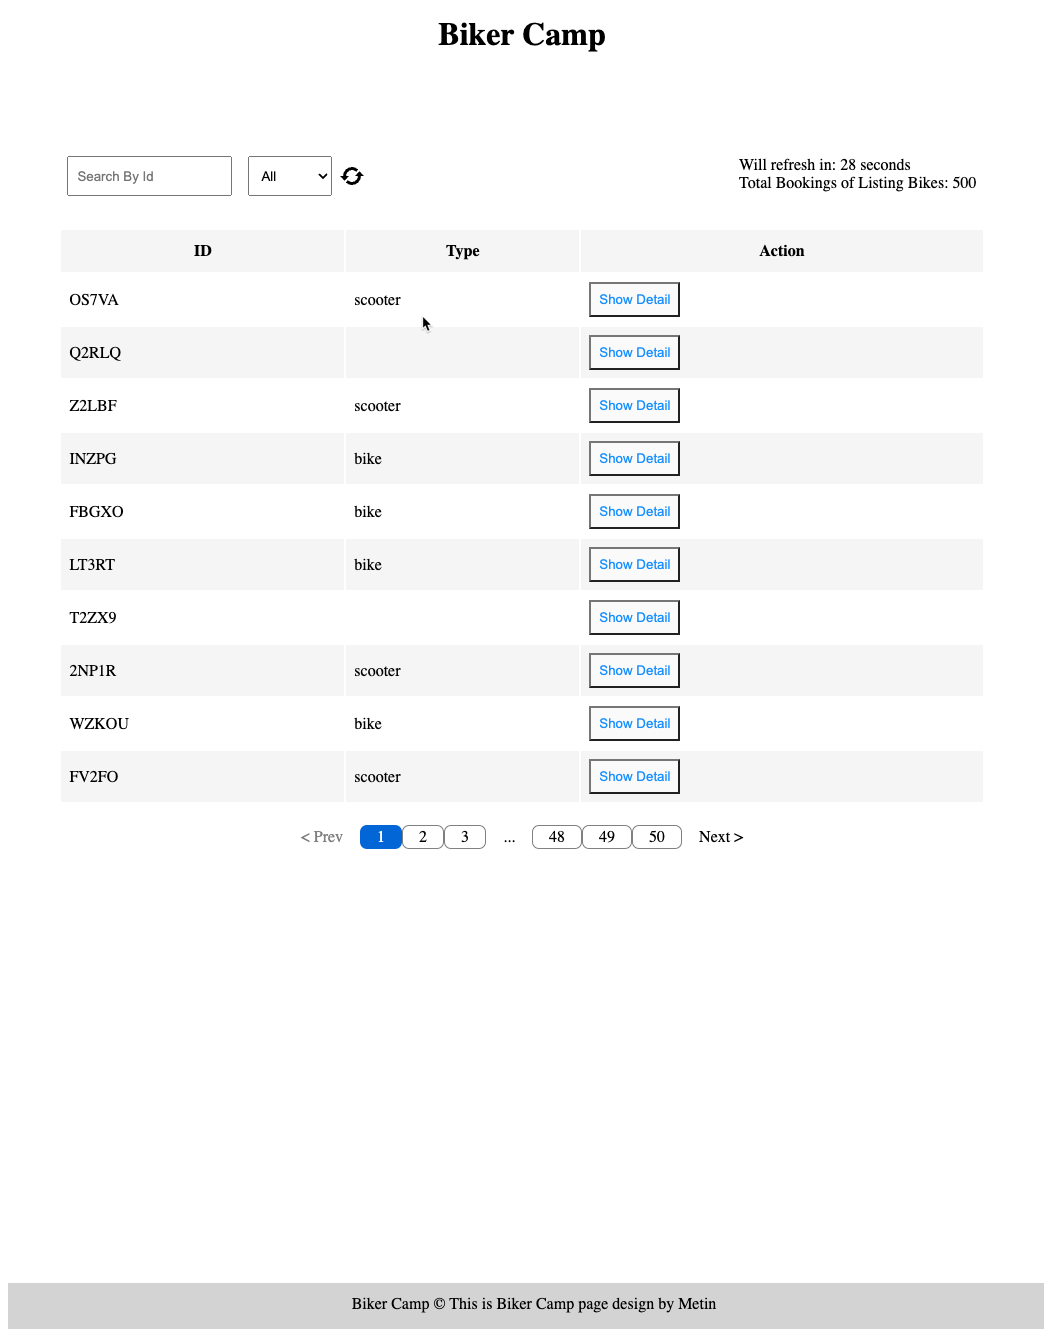 Biker Camp
Search By Id All
Will refresh in: 28 seconds
Total Bookings of Listing Bikes: 500
ID Type Action
OS7VA scooter Show Detail
Q2RLQ Show Detail
Z2LBF scooter Show Detail
INZPG bike Show Detail
FBGXO bike Show Detail
LT3RT bike Show Detail
T2ZX9 Show Detail
2NP1R scooter Show Detail
WZKOU bike Show Detail
FV2FO scooter Show Detail
< Prev 1 2 3 ... 48 49 50 Next >
Biker Camp © This is Biker Camp page design by Metin